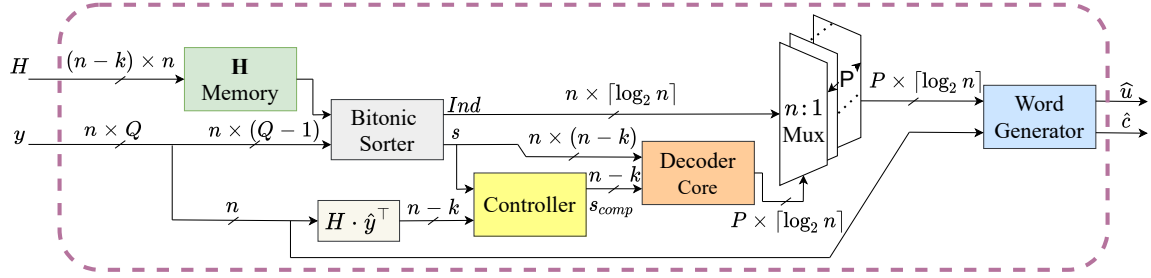 H
(n − k) × n
H
Memory
y
n × Q
n × (Q − 1)
Bitonic
Sorter
Ind
n × ⌈log₂ n⌉
s
n × (n − k)
n
H · ŷ⊤
n − k
Controller
n − k
s_comp
Decoder
Core
P × ⌈log₂ n⌉
n : 1
Mux
P
P × ⌈log₂ n⌉
Word
Generator
û
ĉ